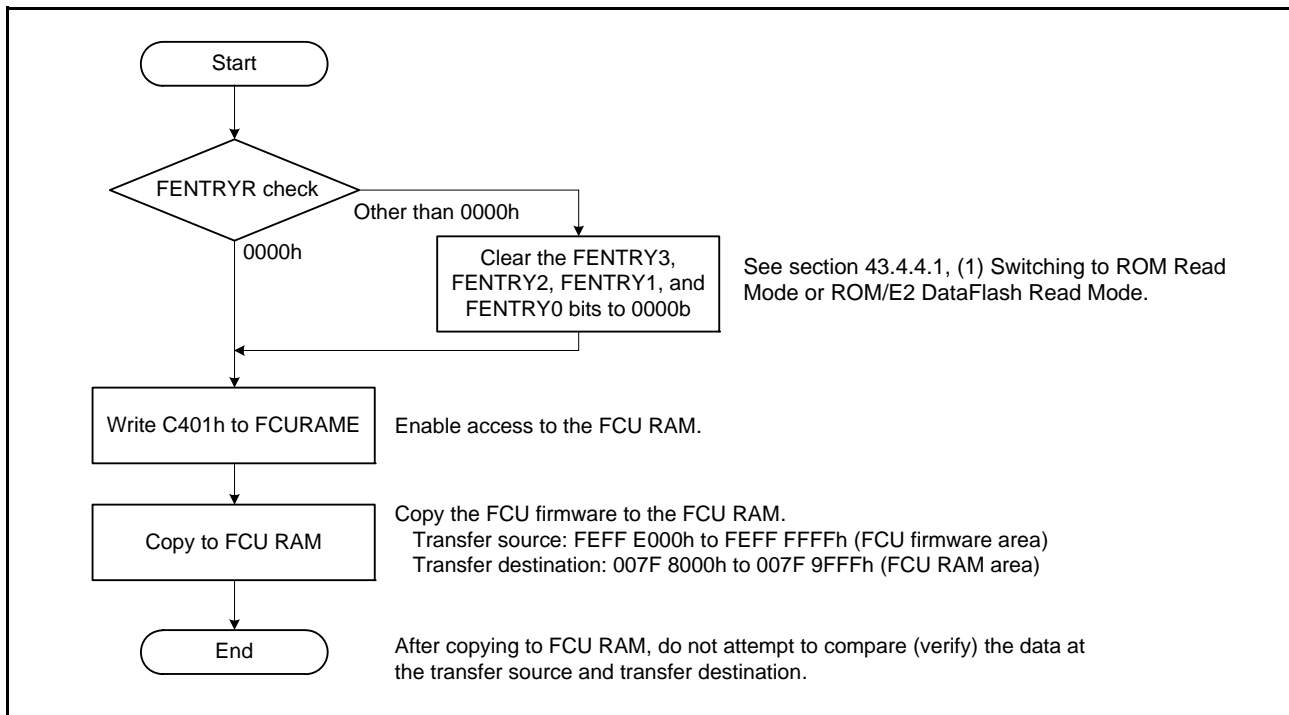 Start
FENTRYR check
Other than 0000h
0000h
Clear the FENTRY3,
FENTRY2, FENTRY1, and
FENTRY0 bits to 0000b
See section 43.4.4.1, (1) Switching to ROM Read
Mode or ROM/E2 DataFlash Read Mode.
Write C401h to FCURAME
Enable access to the FCU RAM.
Copy to FCU RAM
Copy the FCU firmware to the FCU RAM.
Transfer source: FEFF E000h to FEFF FFFFh (FCU firmware area)
Transfer destination: 007F 8000h to 007F 9FFFh (FCU RAM area)
End
After copying to FCU RAM, do not attempt to compare (verify) the data at
the transfer source and transfer destination.